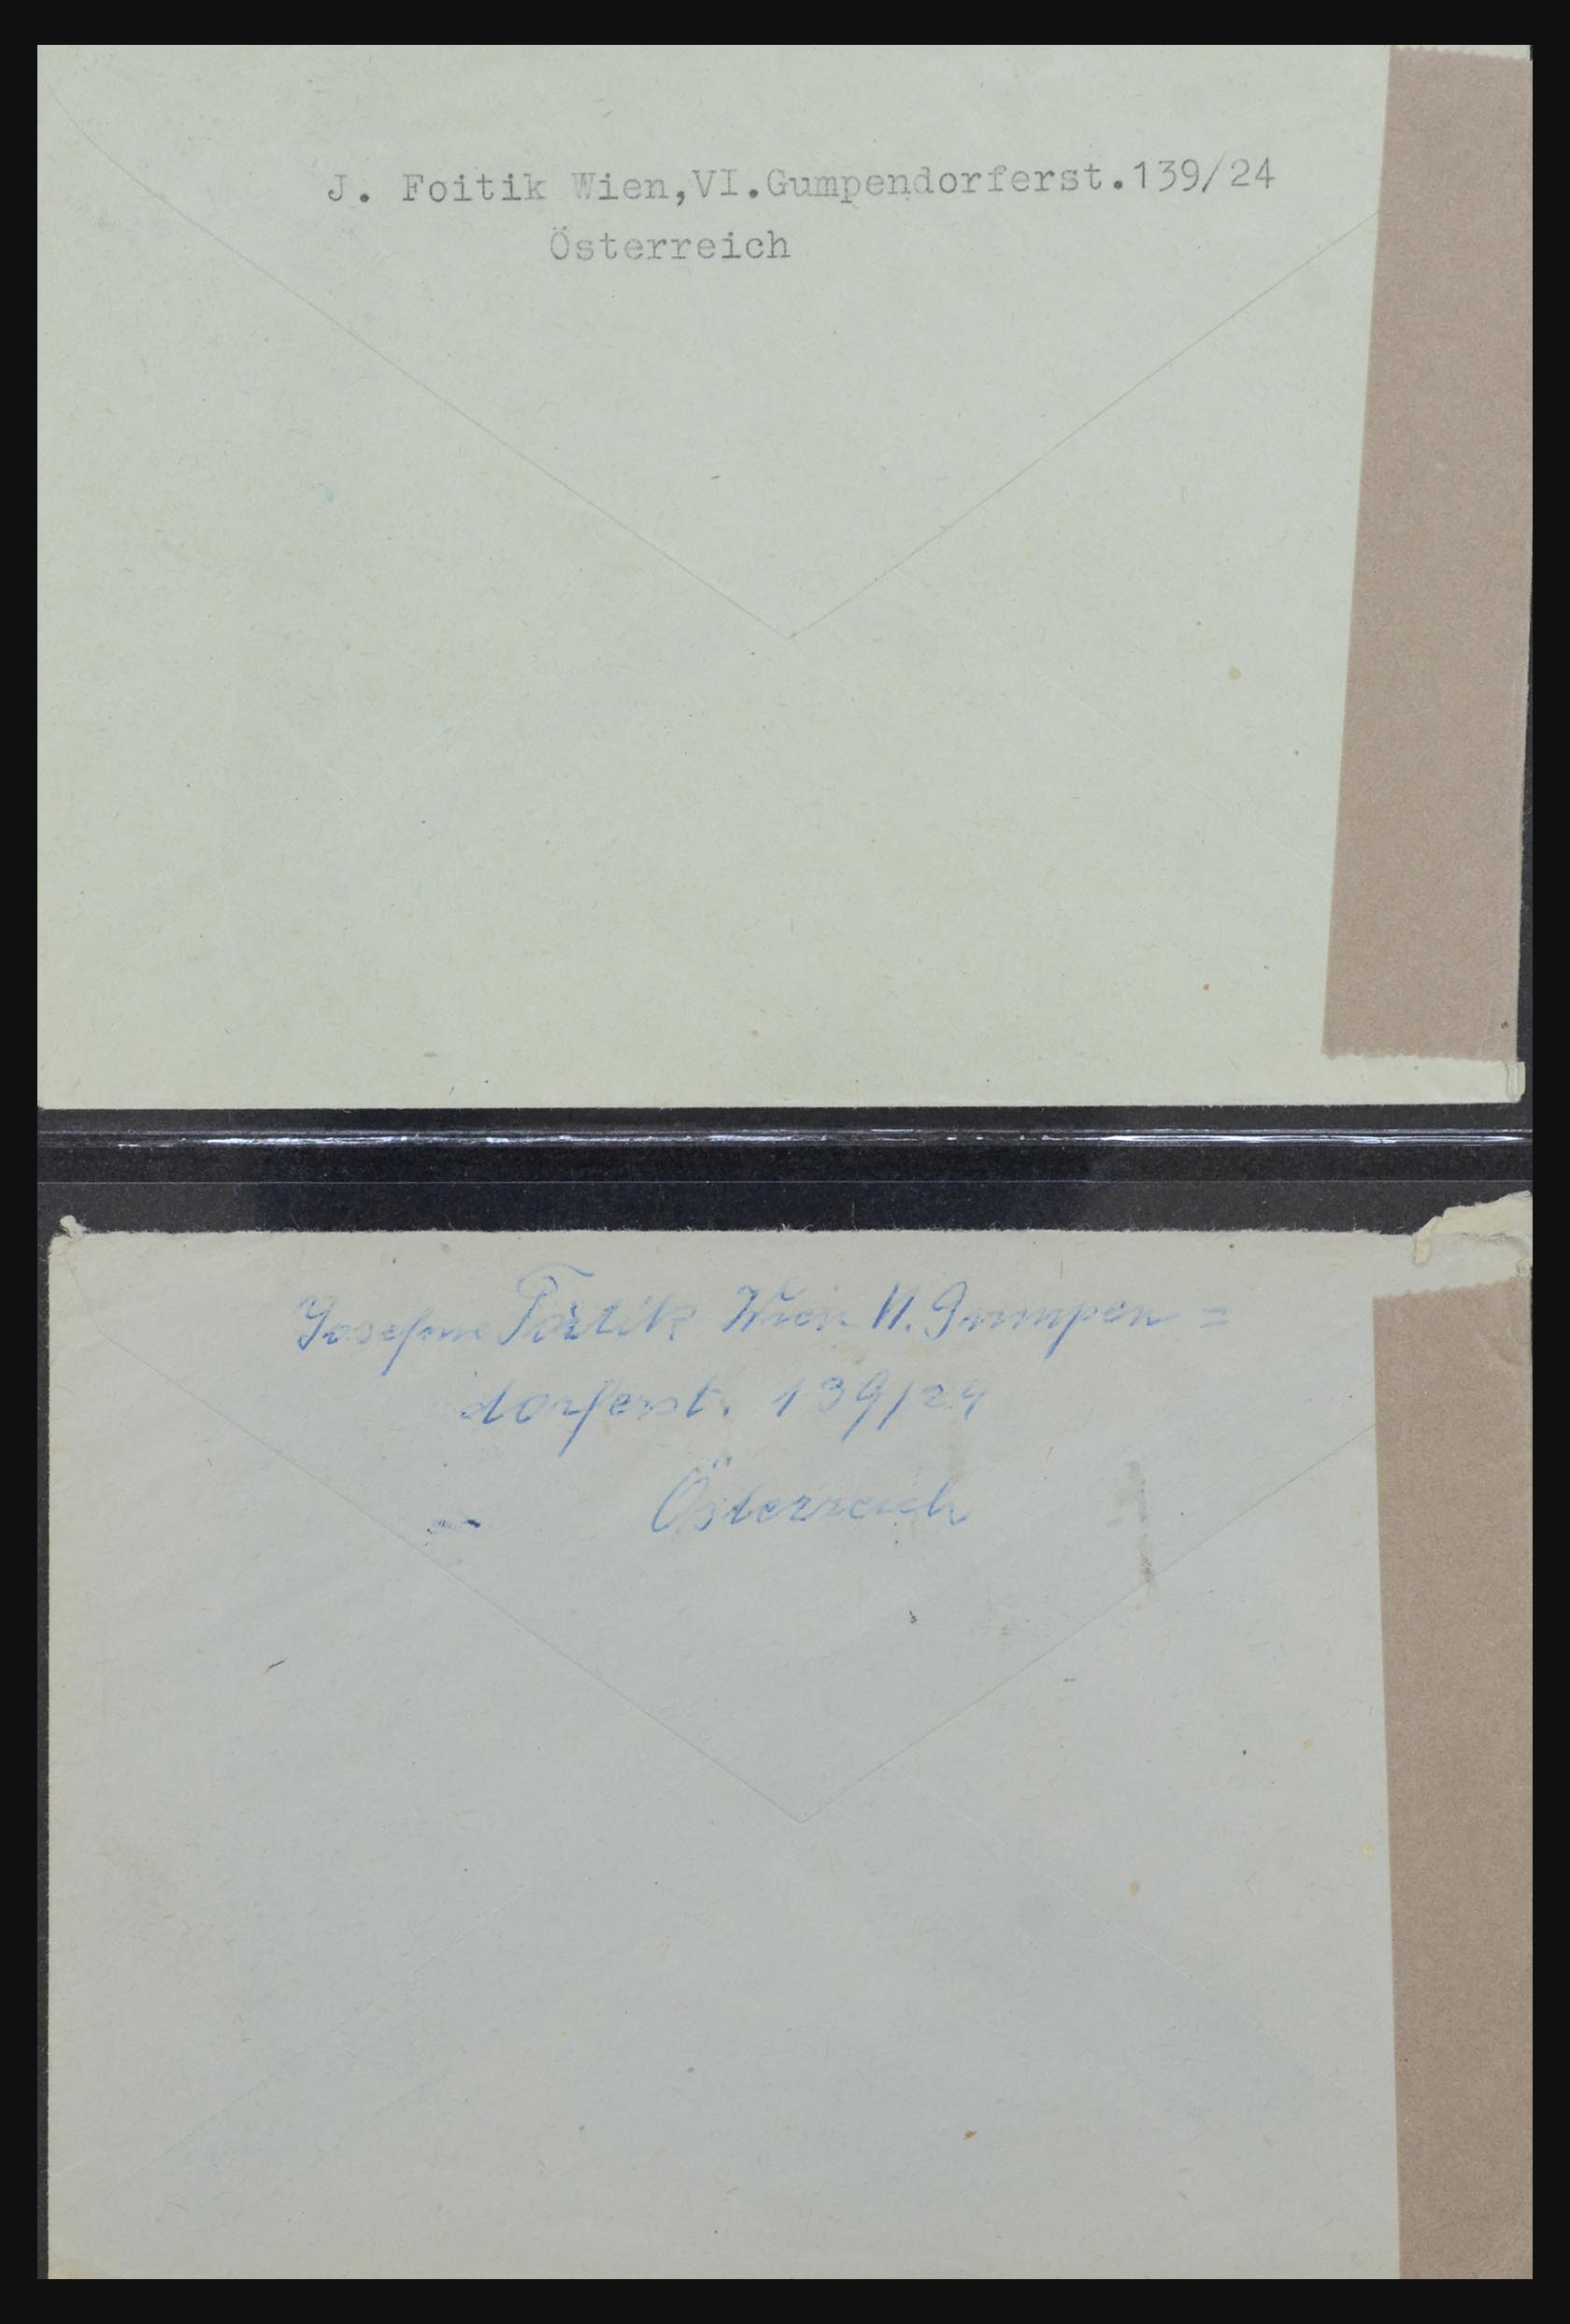 J. Foitik Wien,VI.Gumpendorferst.139/24
Österreich
Josefine Foitik Wien VI. Gumpen =
dorferst. 139/24
Österreich